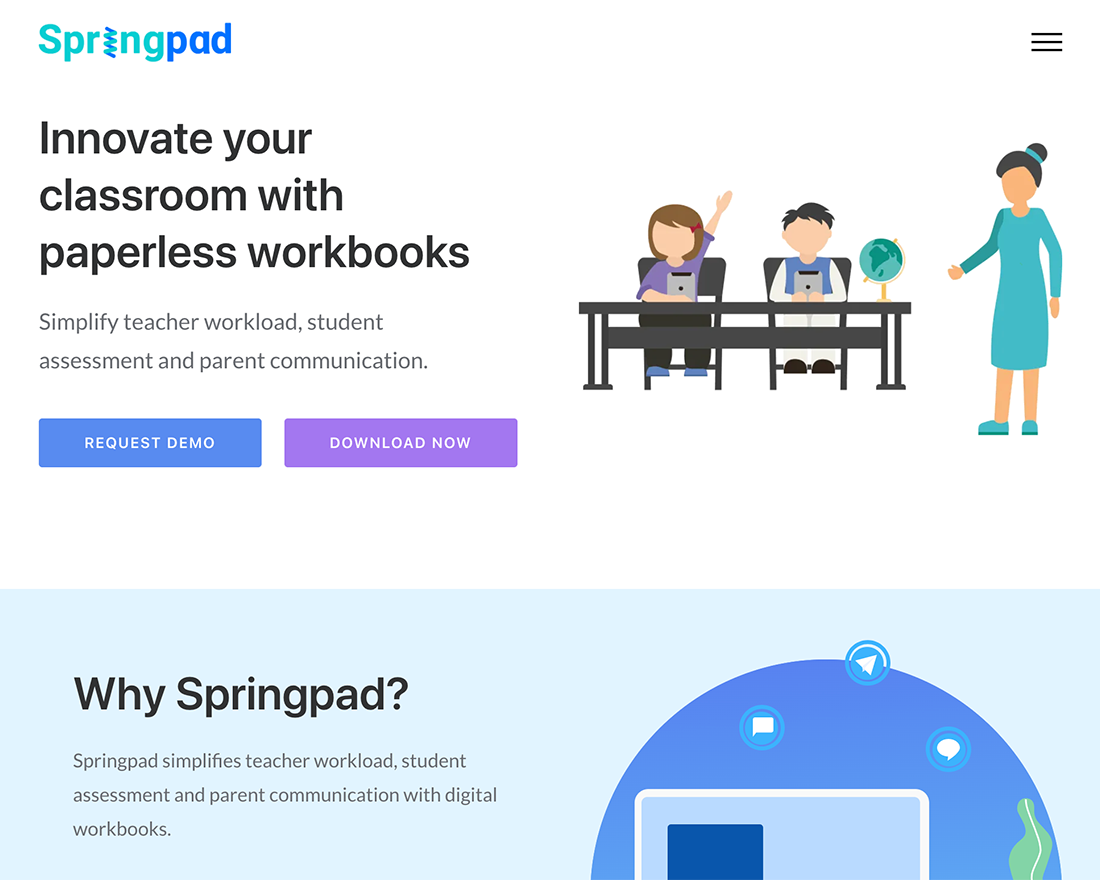 Springpad
Innovate your
classroom with
paperless workbooks
Simplify teacher workload, student
assessment and parent communication.
REQUEST DEMO
DOWNLOAD NOW
Why Springpad?
Springpad simplifies teacher workload, student
assessment and parent communication with digital
workbooks.